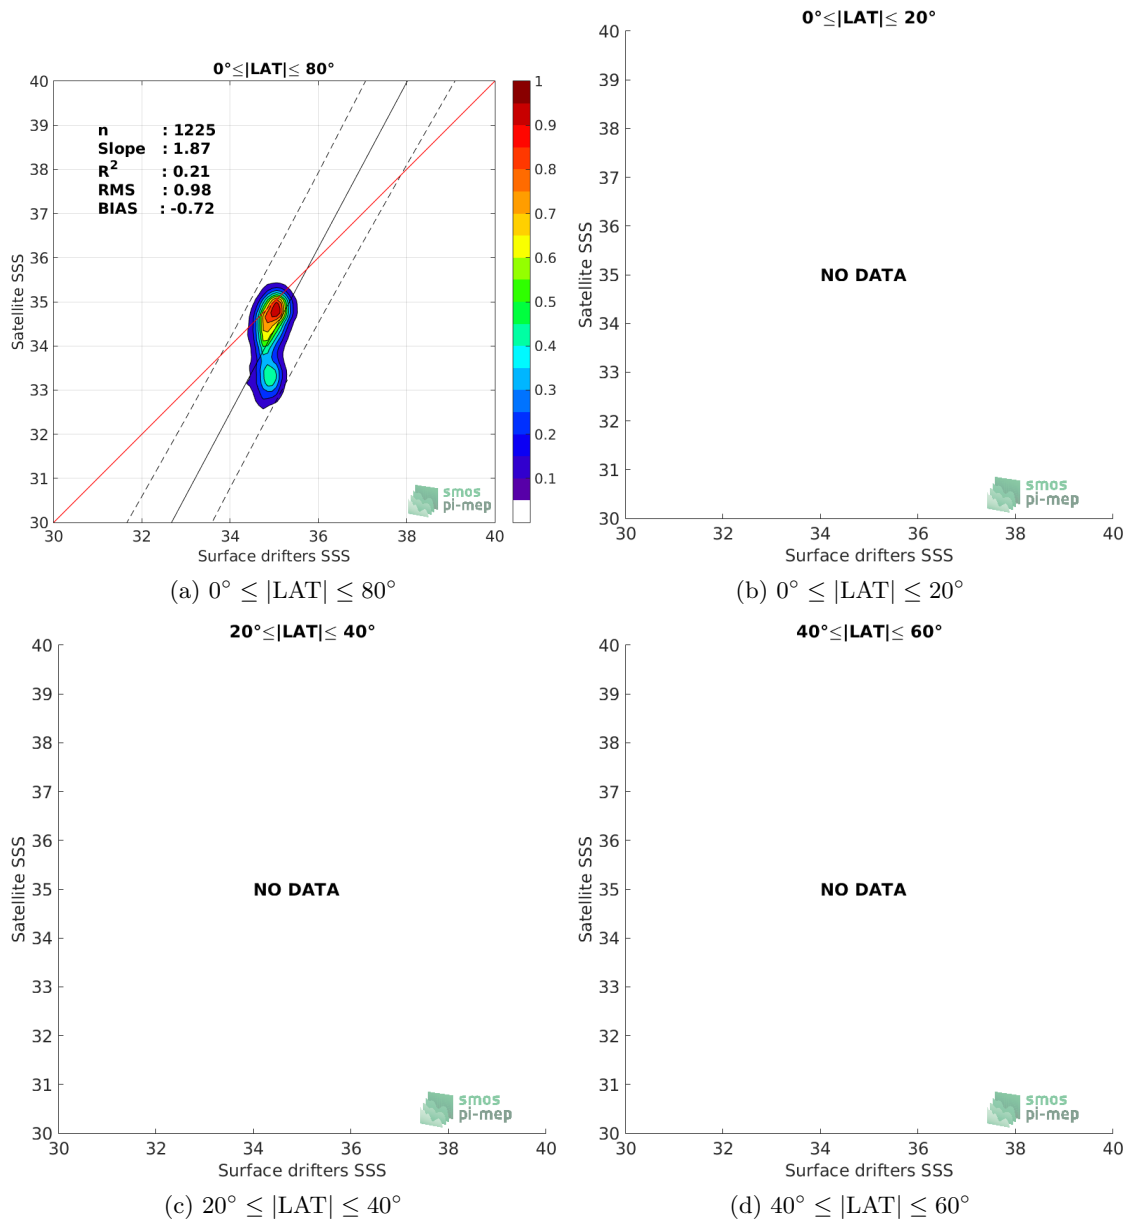 0°≤|LAT|≤ 80°
40
39
38
37
36
35
34
33
32
31
30
Satellite SSS
n : 1225
Slope : 1.87
R² : 0.21
RMS : 0.98
BIAS : -0.72
smos
pi-mep
30 32 34 36 38 40
Surface drifters SSS
1
0.9
0.8
0.7
0.6
0.5
0.4
0.3
0.2
0.1
(a) 0° ≤ |LAT| ≤ 80°
0°≤|LAT|≤ 20°
40
39
38
37
36
35
34
33
32
31
30
Satellite SSS
NO DATA
smos
pi-mep
30 32 34 36 38 40
Surface drifters SSS
(b) 0° ≤ |LAT| ≤ 20°
20°≤|LAT|≤ 40°
40
39
38
37
36
35
34
33
32
31
30
Satellite SSS
NO DATA
smos
pi-mep
30 32 34 36 38 40
Surface drifters SSS
(c) 20° ≤ |LAT| ≤ 40°
40°≤|LAT|≤ 60°
40
39
38
37
36
35
34
33
32
31
30
Satellite SSS
NO DATA
smos
pi-mep
30 32 34 36 38 40
Surface drifters SSS
(d) 40° ≤ |LAT| ≤ 60°